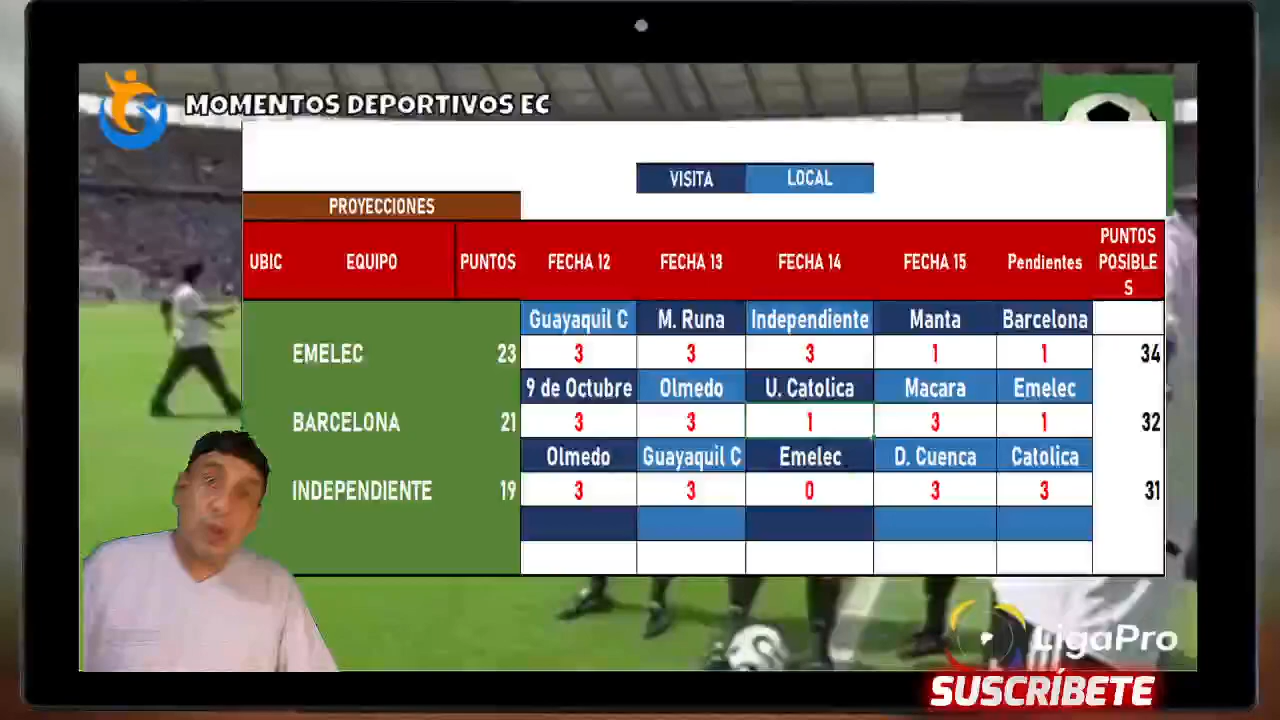 MOMENTOS DEPORTIVOS EC
VISITA LOCAL
PROYECCIONES
UBIC EQUIPO PUNTOS FECHA 12 FECHA 13 FECHA 14 FECHA 15 Pendientes PUNTOS POSIBLE S
Guayaquil C M. Runa Independiente Manta Barcelona
EMELEC 23 3 3 3 1 1 34
9 de Octubre Olmedo U. Catolica Macara Emelec
BARCELONA 21 3 3 1 3 1 32
Olmedo Guayaquil C Emelec D. Cuenca Catolica
INDEPENDIENTE 19 3 3 0 3 3 31
LigaPro
SUSCRÍBETE